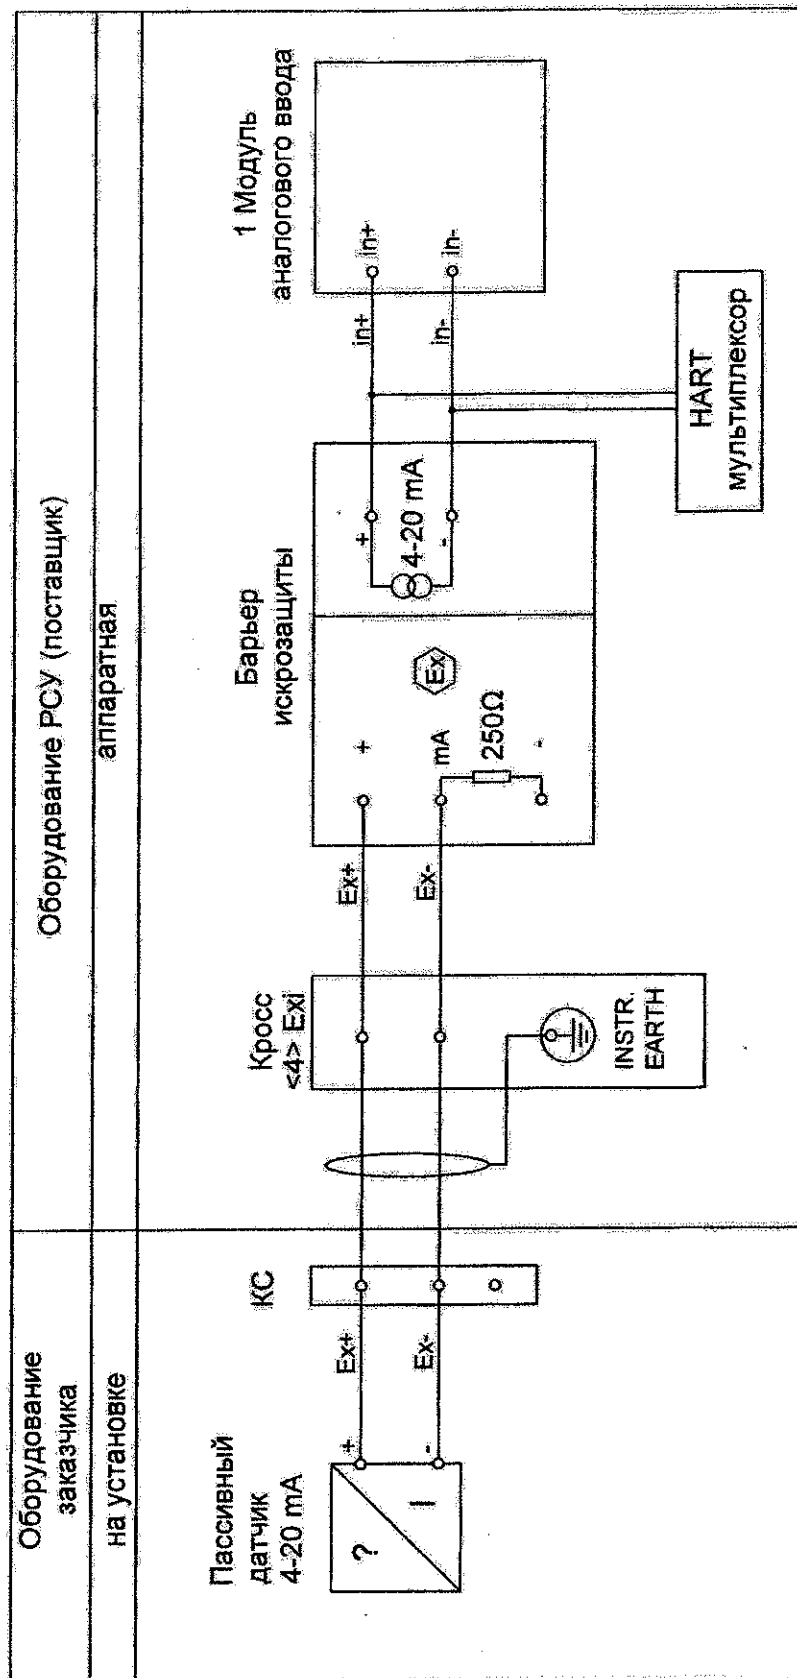 Оборудование
заказчика
Оборудование РСУ (поставщик)
на установке
аппаратная
Пассивный
датчик
4-20 mA
?
I
+
-
Ex+
Ex-
КС
Кросс
<4> Exi
INSTR.
EARTH
Ex+
Ex-
Барьер
искрозащиты
+
mA
250Ω
-
Ex
+
4-20 mA
-
in+
in-
1 Модуль
аналогового ввода
in+
in-
HART
мультиплексор